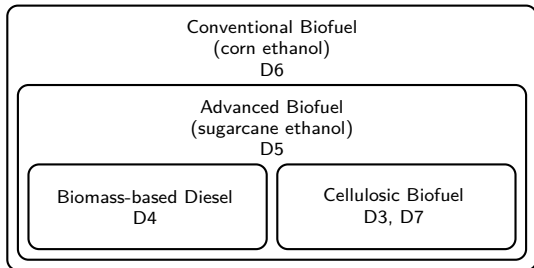 Conventional Biofuel
(corn ethanol)
D6
Advanced Biofuel
(sugarcane ethanol)
D5
Biomass-based Diesel
D4
Cellulosic Biofuel
D3, D7